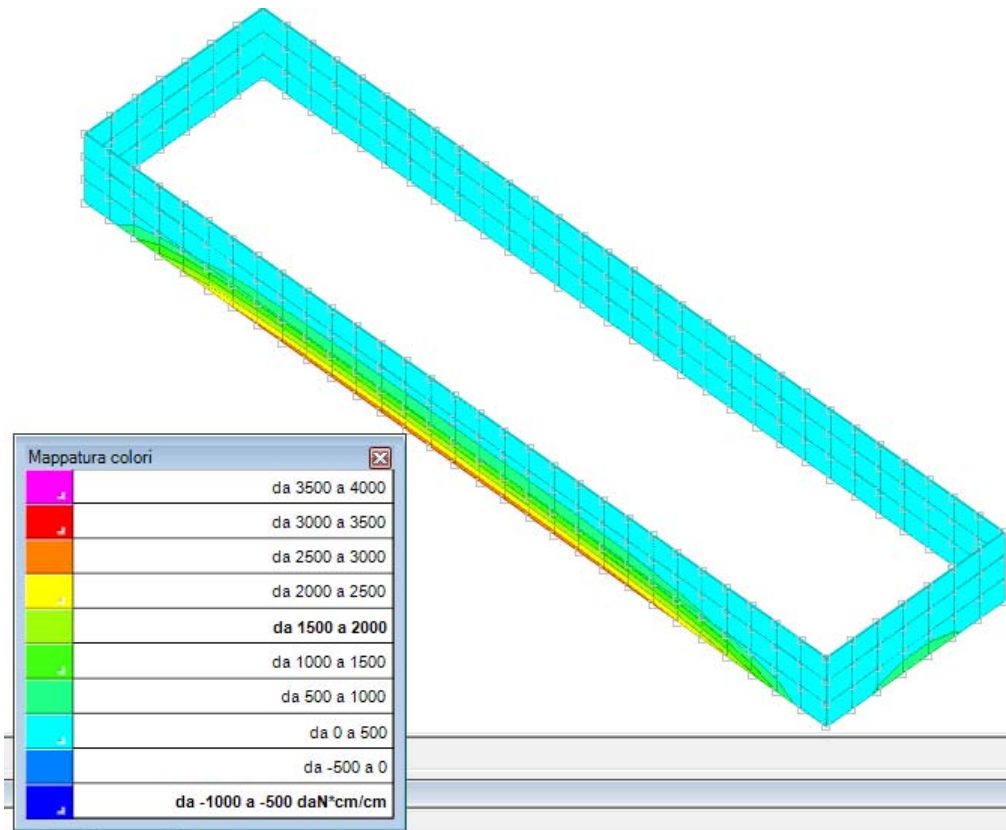 Mappatura colori
da 3500 a 4000
da 3000 a 3500
da 2500 a 3000
da 2000 a 2500
da 1500 a 2000
da 1000 a 1500
da 500 a 1000
da 0 a 500
da -500 a 0
da -1000 a -500 daN*cm/cm